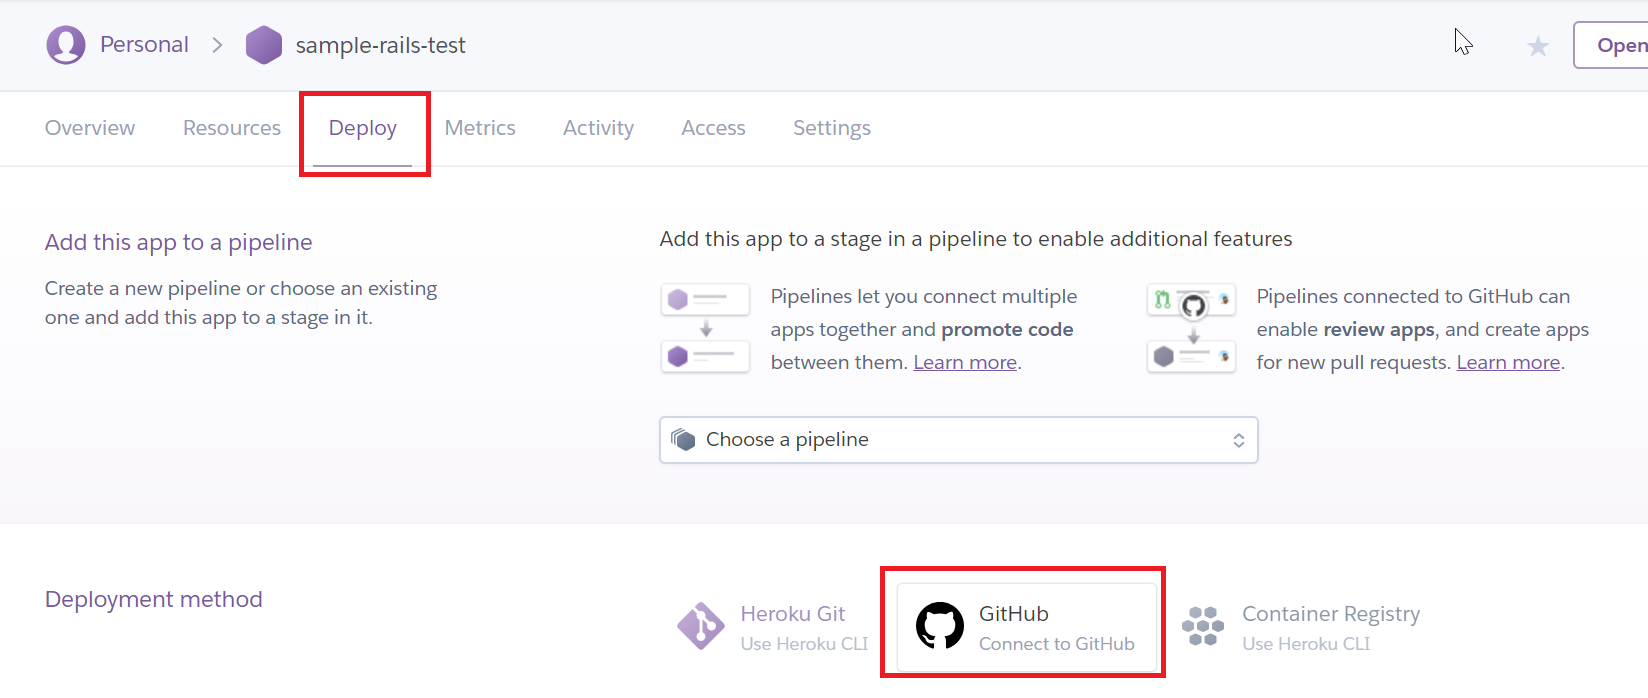 Personal > sample-rails-test
Open
Overview Resources Deploy Metrics Activity Access Settings
Add this app to a pipeline
Create a new pipeline or choose an existing
one and add this app to a stage in it.
Add this app to a stage in a pipeline to enable additional features
Pipelines let you connect multiple
apps together and promote code
between them. Learn more.
Pipelines connected to GitHub can
enable review apps, and create apps
for new pull requests. Learn more.
Choose a pipeline
Deployment method
Heroku Git
Use Heroku CLI
GitHub
Connect to GitHub
Container Registry
Use Heroku CLI